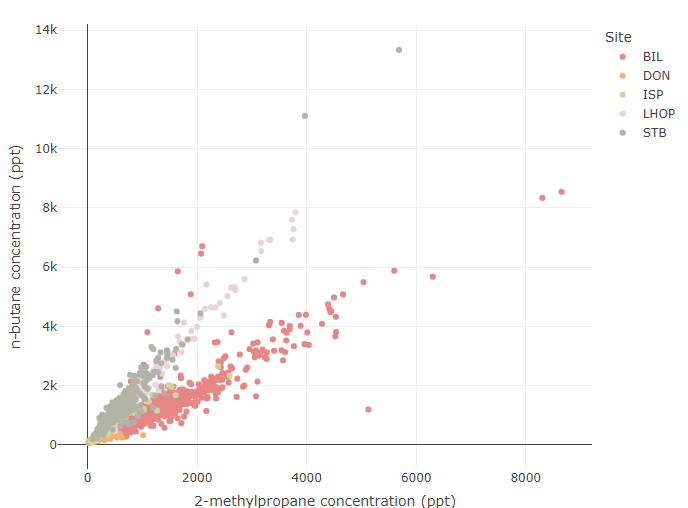 14k
12k
10k
8k
6k
4k
2k
0
n-butane concentration (ppt)
0
2000
4000
6000
8000
2-methylpropane concentration (ppt)
Site
BIL
DON
ISP
LHOP
STB